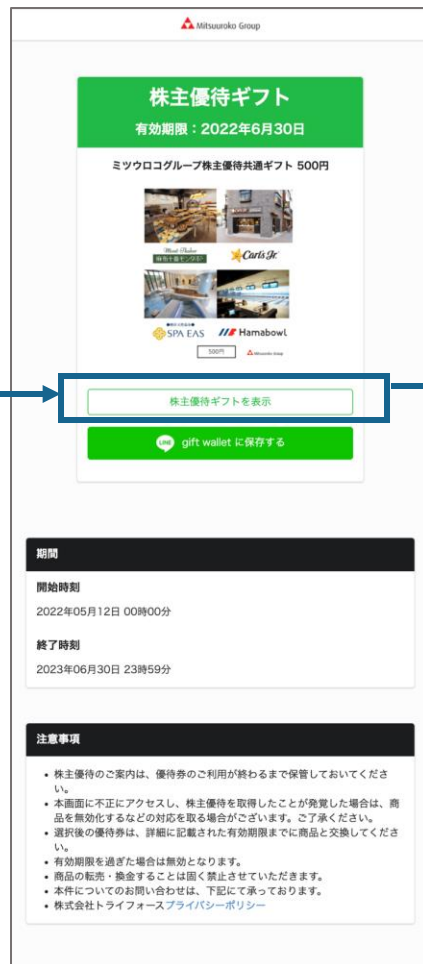 Mitsuuroko Group
株主優待ギフト
有効期限：2022年6月30日
ミツウロコグループ株主優待共通ギフト 500円
麻布十番モンタボー
Carl's Jr.
SPA EAS
Hamabowl
500円
Mitsuuroko Group
株主優待ギフトを表示
LINE gift wallet に保存する
期間
開始時刻
2022年05月12日 00時00分
終了時刻
2023年06月30日 23時59分
注意事項
• 株主優待のご案内は、優待券のご利用が終わるまで保管しておいてくださ
い。
• 本画面に不正にアクセスし、株主優待を取得したことが発覚した場合は、商
品を無効化するなどの対応を取る場合がございます。ご了承ください。
• 選択後の優待券は、詳細に記載された有効期限までに商品と交換してくださ
い。
• 有効期限を過ぎた場合は無効となります。
• 商品の転売・換金することは固く禁止させていただきます。
• 本件についてのお問い合わせは、下記にて承っております。
• 株式会社トライフォースプライバシーポリシー